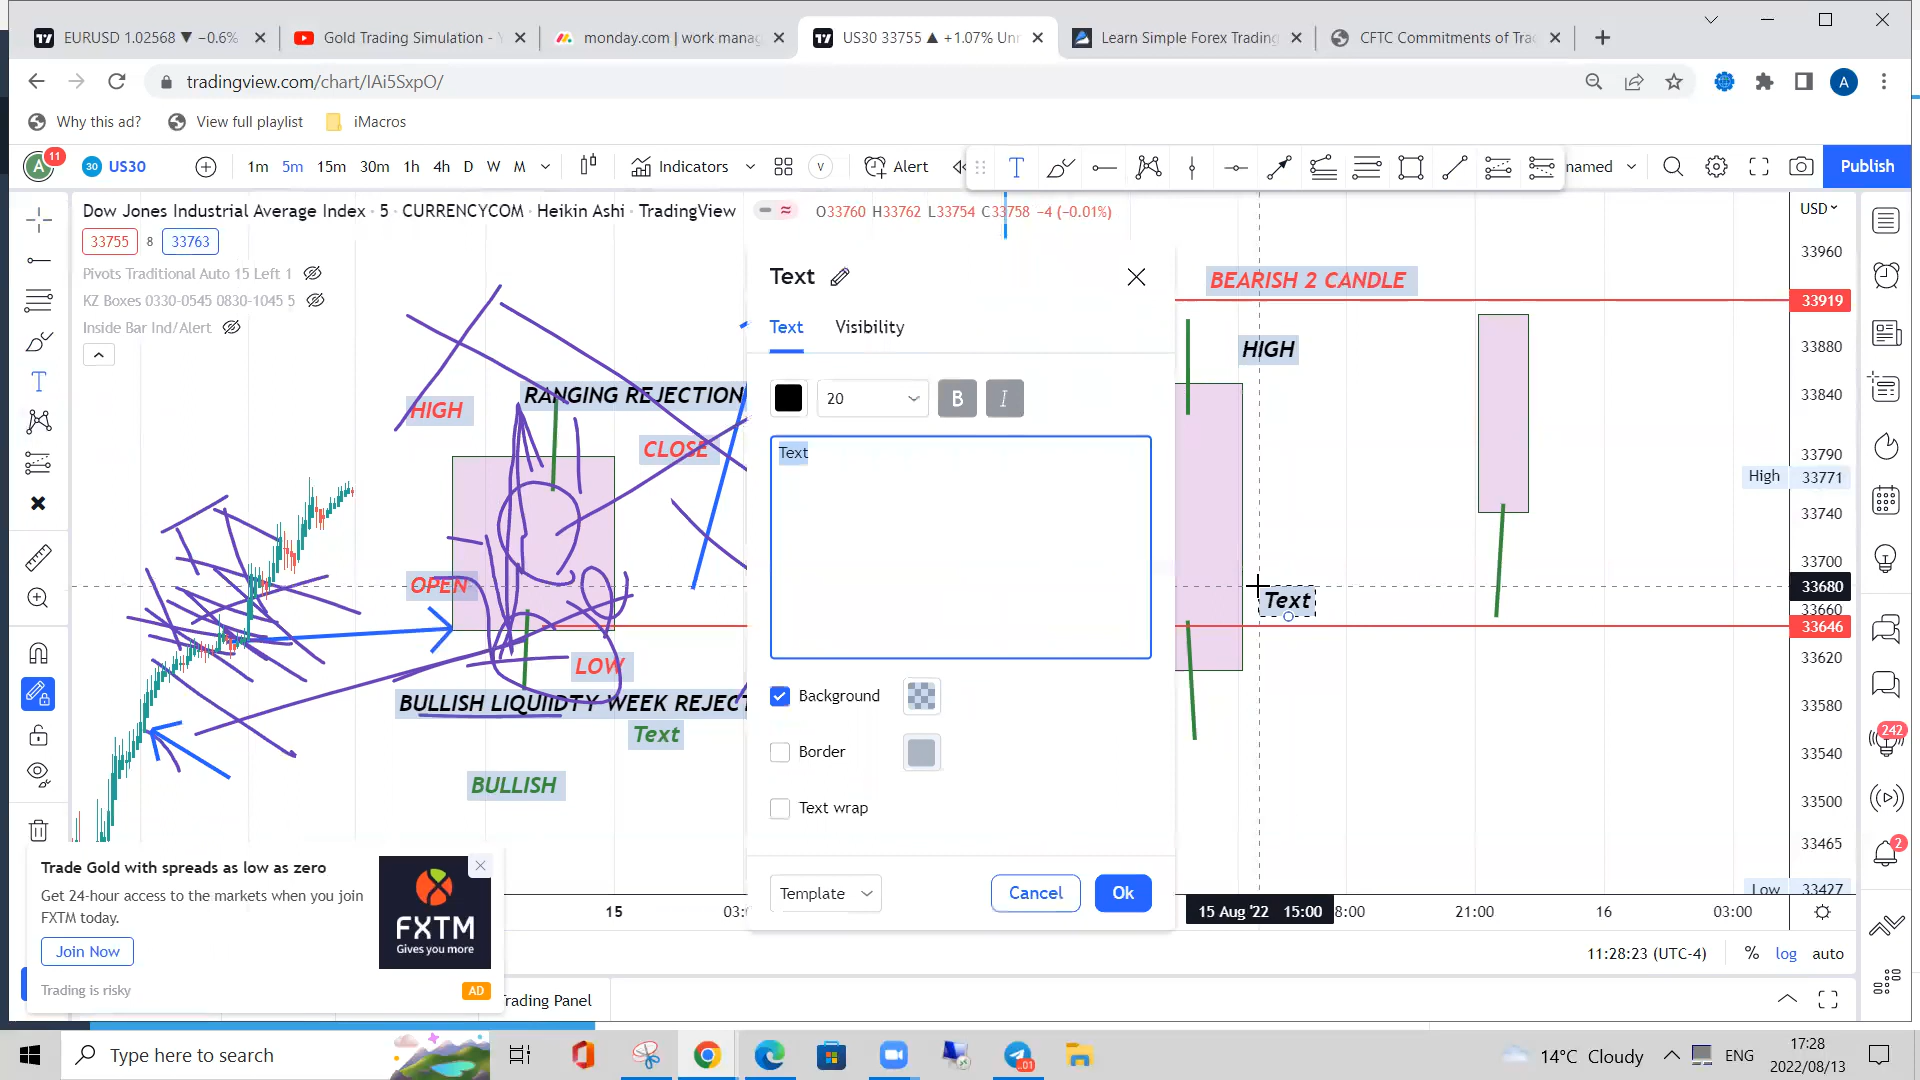 EURUSD 1.02568 ▼ −0.6%
Gold Trading Simulation - Y
monday.com | work manag
US30 33755 ▲ +1.07% Unn
Learn Simple Forex Trading
CFTC Commitments of Trad
tradingview.com/chart/IAi5SxpO/
A
Why this ad?
View full playlist
iMacros
A
11
30
US30
1m
5m
15m
30m
1h
4h
D
W
M
Indicators
V
Alert
named
Publish
Dow Jones Industrial Average Index · 5 · CURRENCYCOM · Heikin Ashi · TradingView
O33760 H33762 L33754 C33758 −4 (−0.01%)
33755
8
33763
Pivots Traditional Auto 15 Left 1
KZ Boxes 0330-0545 0830-1045 5
Inside Bar Ind/Alert
HIGH
RANGING REJECTION
CLOSE
OPEN
LOW
BULLISH LIQUIIDTY WEEK REJECT
Text
BULLISH
Text
Text
Visibility
20
B
I
Text
Background
Border
Text wrap
Template
Cancel
Ok
BEARISH 2 CANDLE
HIGH
Text
USD
33960
33919
33880
33840
33790
High
33771
33740
33700
33680
33660
33646
33620
33580
33540
33500
33465
Low
33427
15
03:0
15 Aug '22 15:00
8:00
21:00
16
03:00
11:28:23 (UTC-4)
%
log
auto
Trade Gold with spreads as low as zero
Get 24-hour access to the markets when you join
FXTM today.
Join Now
Trading is risky
AD
FXTM
Gives you more
rading Panel
242
2
Type here to search
01
14°C Cloudy
ENG
17:28
2022/08/13